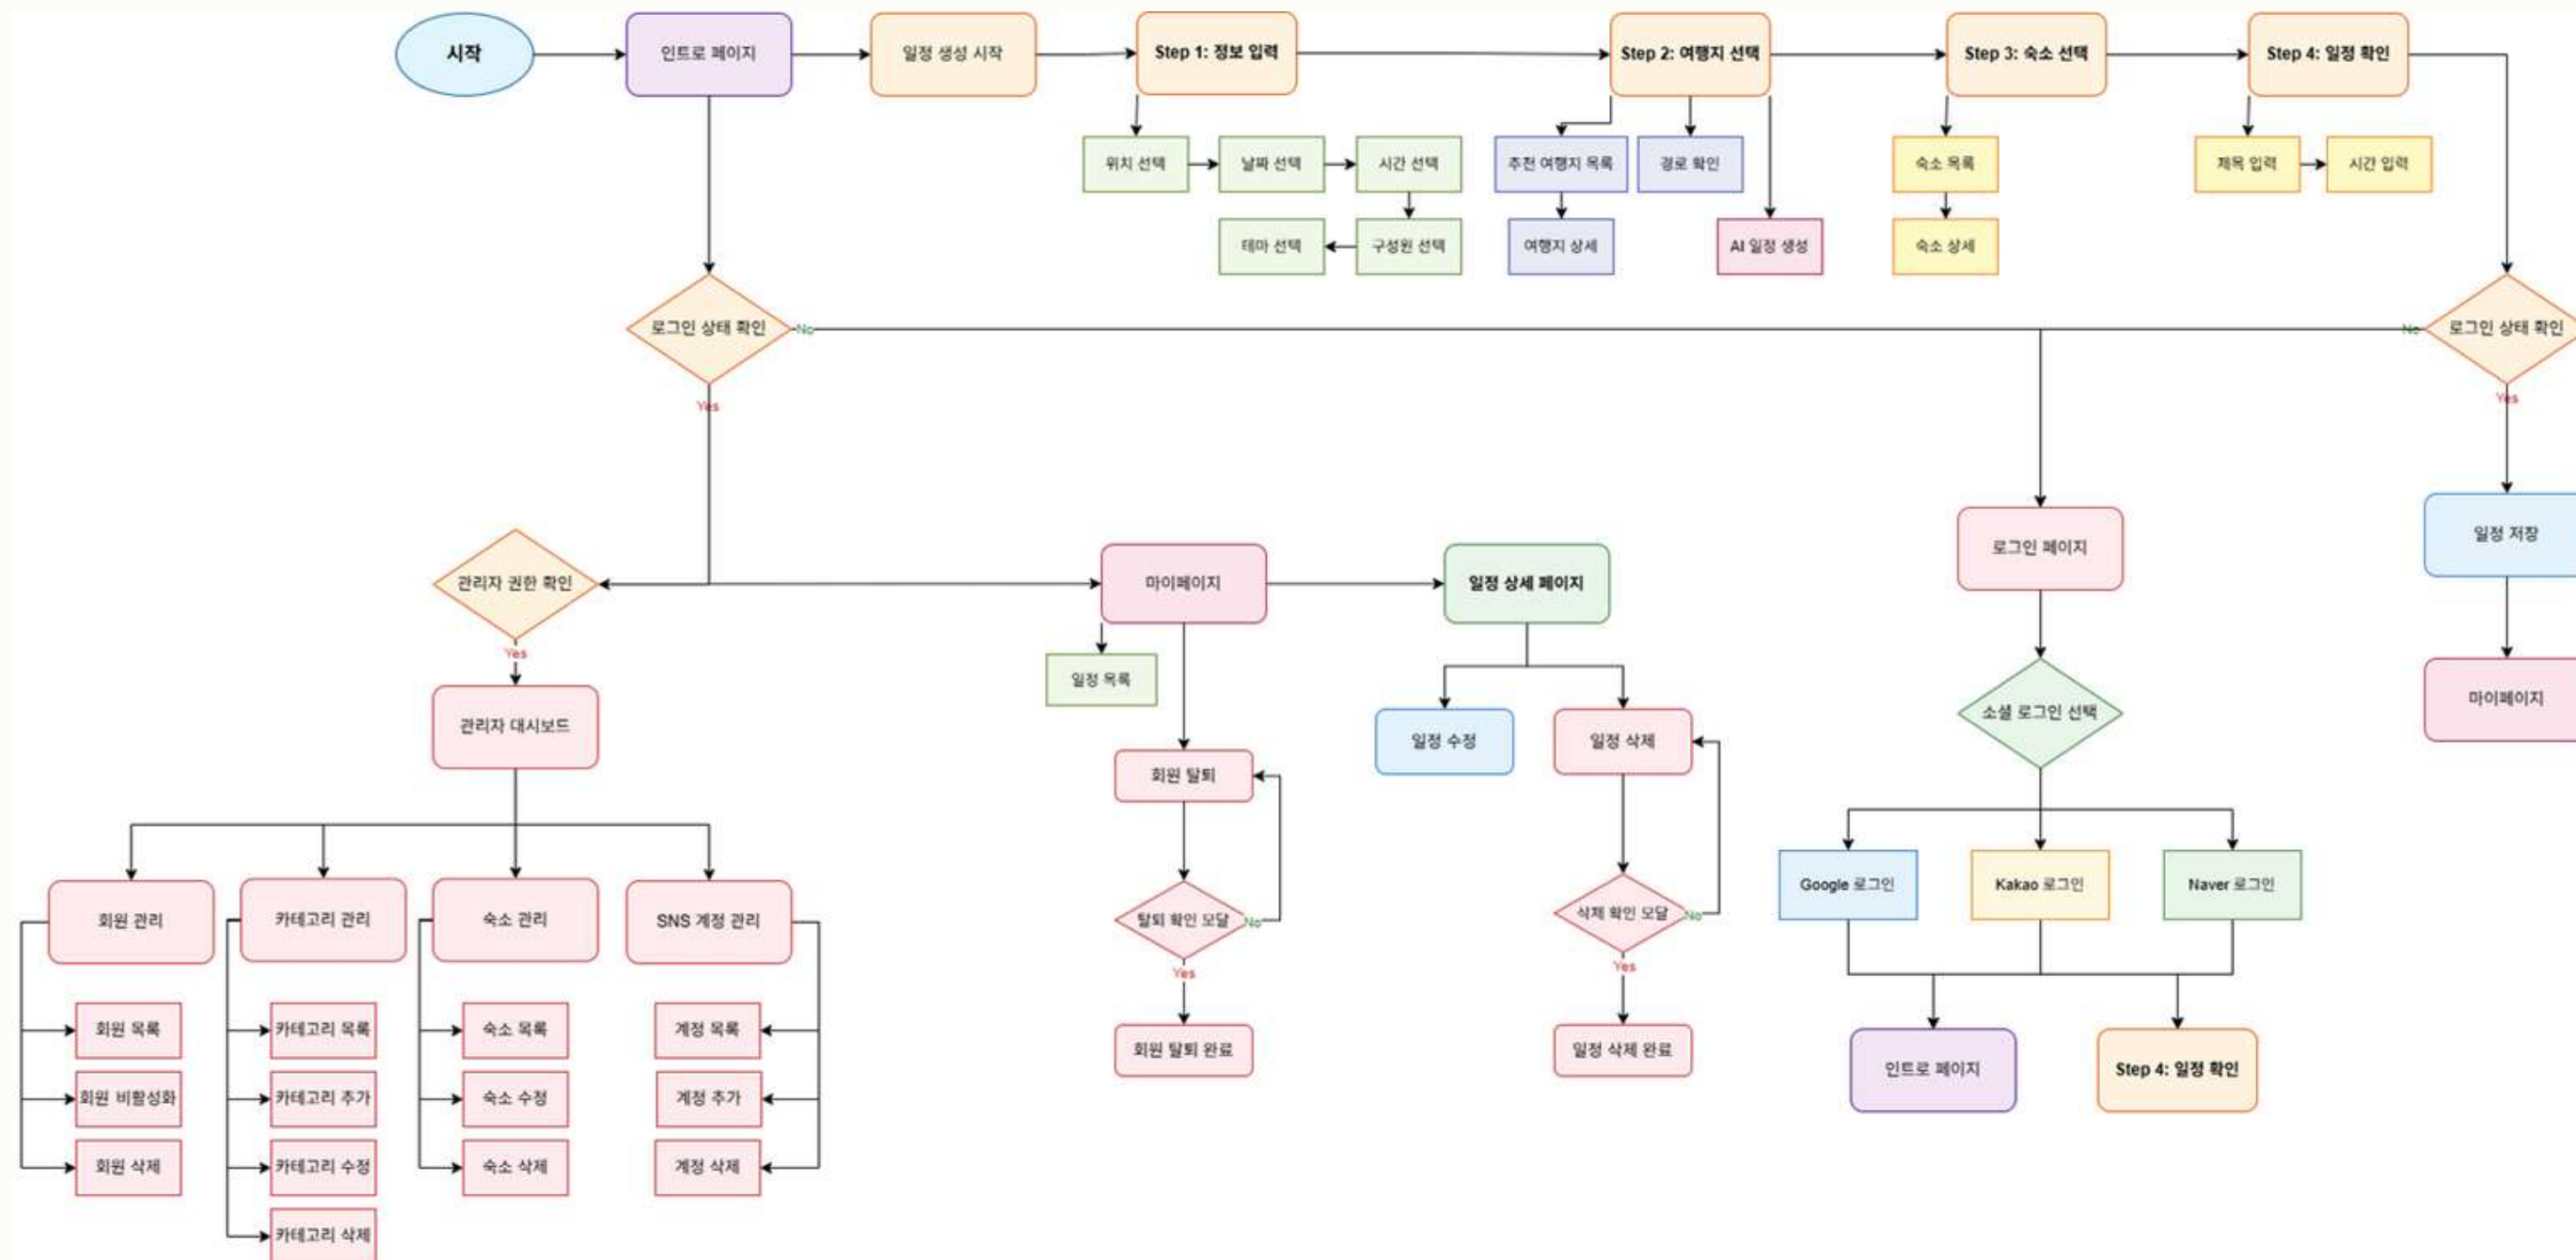 시작
인트로 페이지
일정 생성 시작
Step 1: 정보 입력
Step 2: 여행지 선택
Step 3: 숙소 선택
Step 4: 일정 확인
위치 선택
날짜 선택
시간 선택
추천 여행지 목록
경로 확인
숙소 목록
제목 입력
시간 입력
테마 선택
구성원 선택
여행지 상세
AI 일정 생성
숙소 상세
로그인 상태 확인
No
No
로그인 상태 확인
Yes
Yes
관리자 권한 확인
마이페이지
일정 상세 페이지
로그인 페이지
일정 저장
Yes
일정 목록
관리자 대시보드
일정 수정
일정 삭제
소셜 로그인 선택
마이페이지
회원 탈퇴
회원 관리
카테고리 관리
숙소 관리
SNS 계정 관리
탈퇴 확인 모달
No
삭제 확인 모달
No
Google 로그인
Kakao 로그인
Naver 로그인
Yes
Yes
회원 목록
카테고리 목록
숙소 목록
계정 목록
회원 탈퇴 완료
일정 삭제 완료
인트로 페이지
Step 4: 일정 확인
회원 비활성화
카테고리 추가
숙소 수정
계정 추가
회원 삭제
카테고리 수정
숙소 삭제
계정 삭제
카테고리 삭제